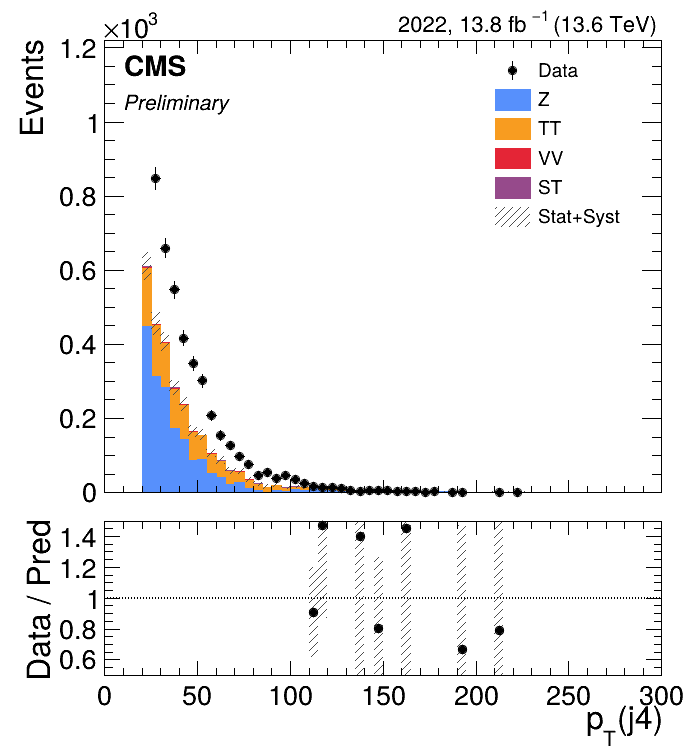 ×10³
2022, 13.8 fb⁻¹ (13.6 TeV)
Events
CMS
Preliminary
Data
Z
TT
VV
ST
Stat+Syst
1.2
1
0.8
0.6
0.4
0.2
0
Data / Pred
1.4
1.2
1
0.8
0.6
0 50 100 150 200 250 300
p_T(j4)